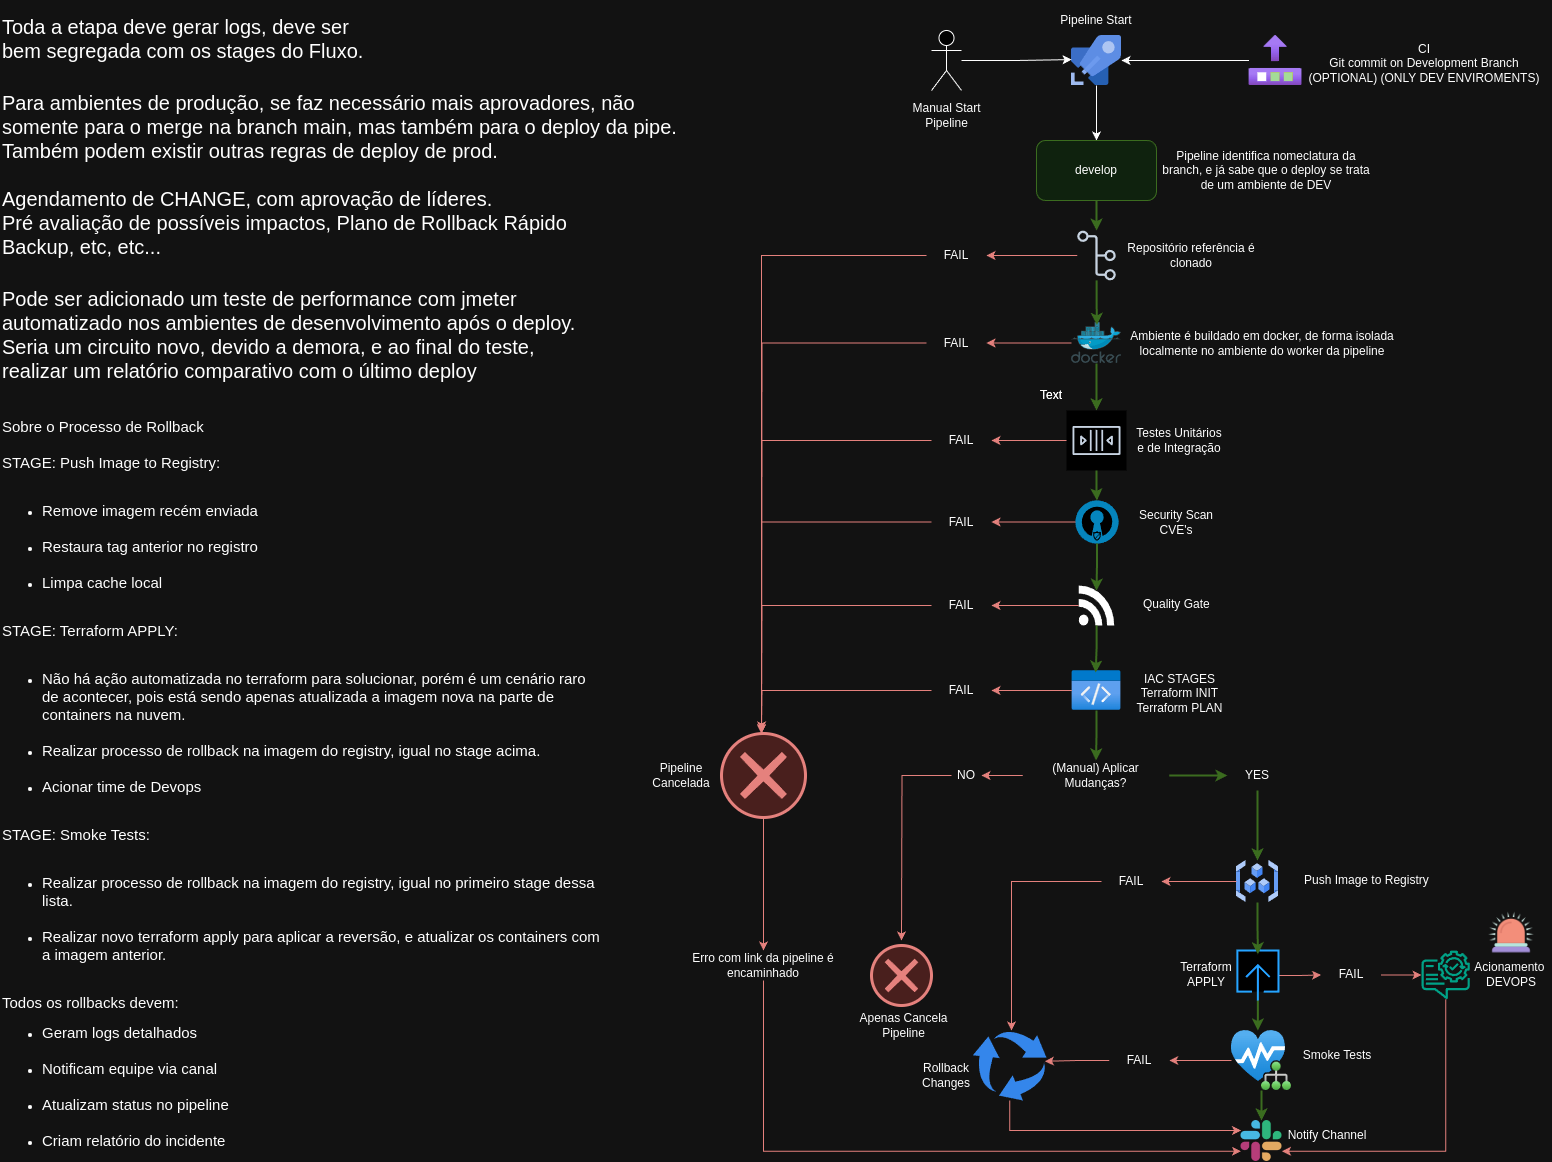 Toda a etapa deve gerar logs, deve ser
bem segregada com os stages do Fluxo.
Para ambientes de produção, se faz necessário mais aprovadores, não
somente para o merge na branch main, mas também para o deploy da pipe.
Também podem existir outras regras de deploy de prod.
Agendamento de CHANGE, com aprovação de líderes.
Pré avaliação de possíveis impactos, Plano de Rollback Rápido
Backup, etc, etc...
Pode ser adicionado um teste de performance com jmeter
automatizado nos ambientes de desenvolvimento após o deploy.
Seria um circuito novo, devido a demora, e ao final do teste,
realizar um relatório comparativo com o último deploy
Sobre o Processo de Rollback
STAGE: Push Image to Registry:
• Remove imagem recém enviada
• Restaura tag anterior no registro
• Limpa cache local
STAGE: Terraform APPLY:
• Não há ação automatizada no terraform para solucionar, porém é um cenário raro
de acontecer, pois está sendo apenas atualizada a imagem nova na parte de
containers na nuvem.
• Realizar processo de rollback na imagem do registry, igual no stage acima.
• Acionar time de Devops
STAGE: Smoke Tests:
• Realizar processo de rollback na imagem do registry, igual no primeiro stage dessa
lista.
• Realizar novo terraform apply para aplicar a reversão, e atualizar os containers com
a imagem anterior.
Todos os rollbacks devem:
• Geram logs detalhados
• Notificam equipe via canal
• Atualizam status no pipeline
• Criam relatório do incidente
Pipeline Start
Manual Start
Pipeline
CI
Git commit on Development Branch
(OPTIONAL) (ONLY DEV ENVIROMENTS)
develop
Pipeline identifica nomeclatura da
branch, e já sabe que o deploy se trata
de um ambiente de DEV
FAIL
Repositório referência é
clonado
FAIL
docker
Ambiente é buildado em docker, de forma isolada
localmente no ambiente do worker da pipeline
Text
FAIL
Testes Unitários
e de Integração
FAIL
Security Scan
CVE's
FAIL
Quality Gate
FAIL
IAC STAGES
Terraform INIT
Terraform PLAN
Pipeline
Cancelada
NO
(Manual) Aplicar
Mudanças?
YES
FAIL
Push Image to Registry
Erro com link da pipeline é
encaminhado
Apenas Cancela
Pipeline
Terraform
APPLY
FAIL
Acionamento
DEVOPS
Rollback
Changes
FAIL
Smoke Tests
Notify Channel